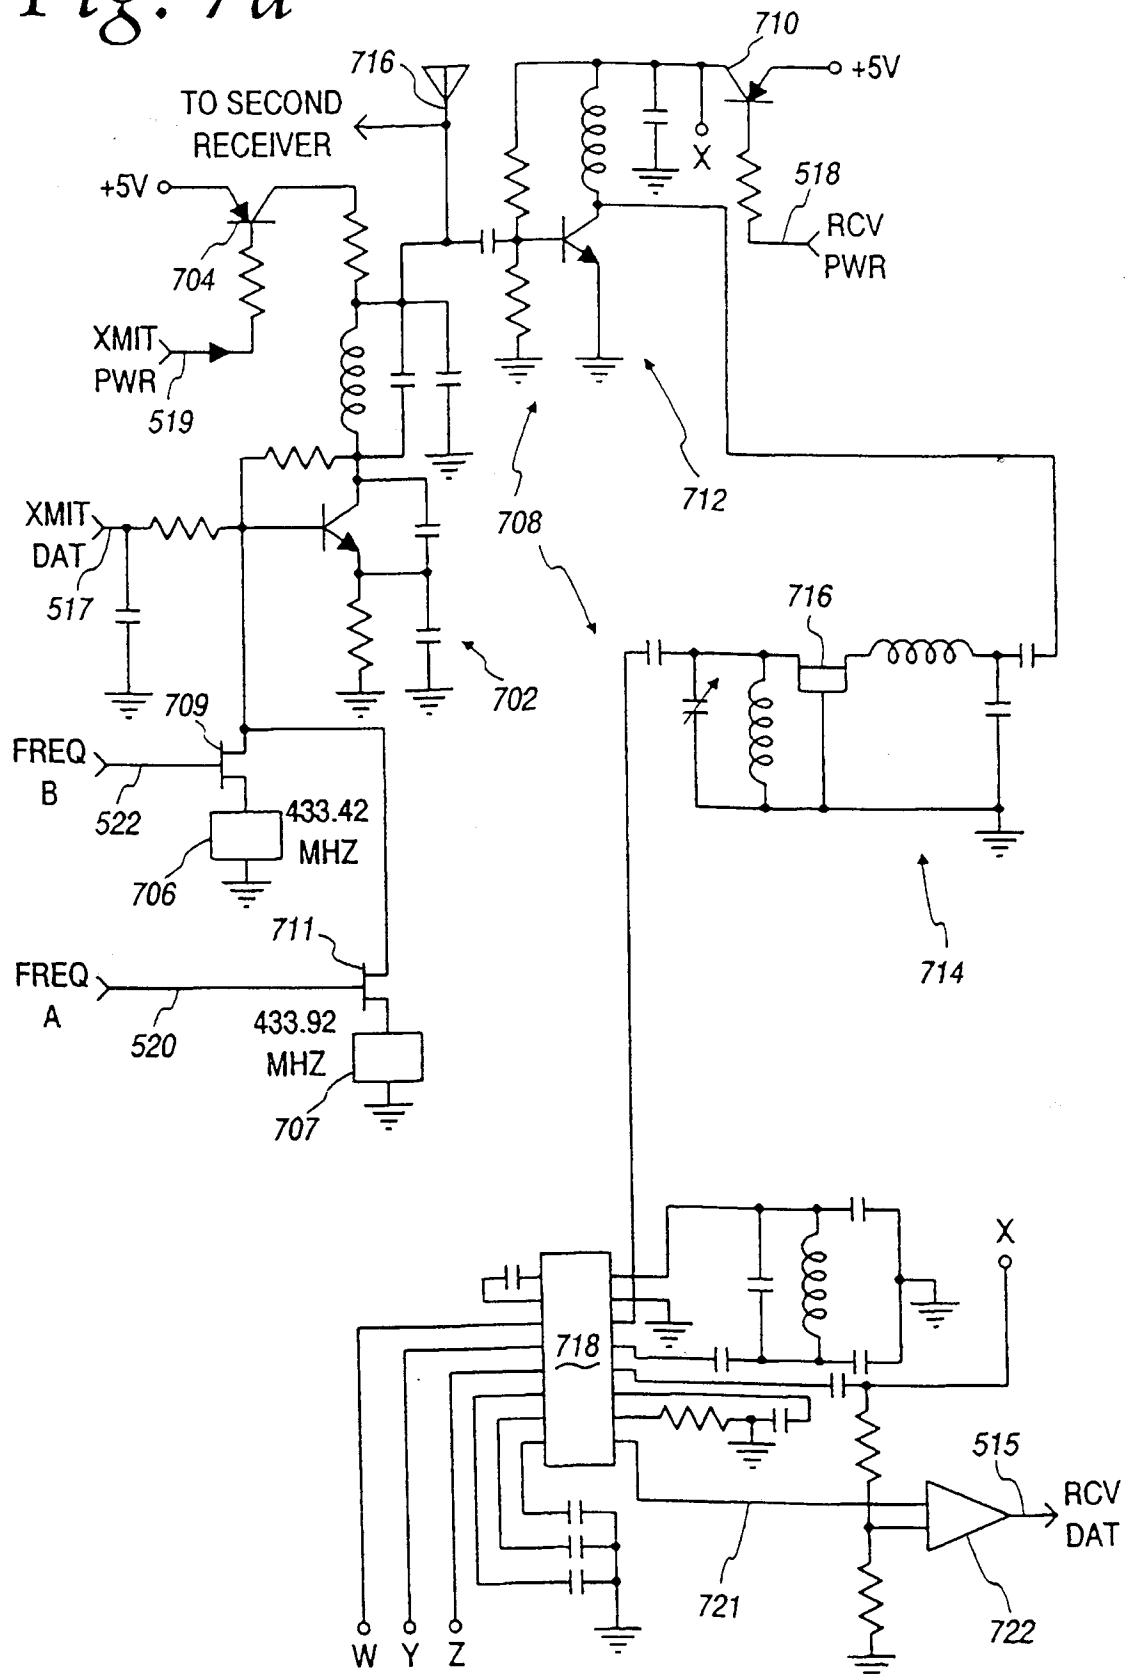 Fig. 7a
710
716
+5V
TO SECOND
RECEIVER
X
+5V
518
RCV
PWR
704
XMIT
PWR
519
712
708
XMIT
DAT
517
716
702
709
FREQ
B
522
433.42
MHZ
706
711
714
FREQ
A
520
433.92
MHZ
707
X
718
515
RCV
DAT
721
722
W Y Z